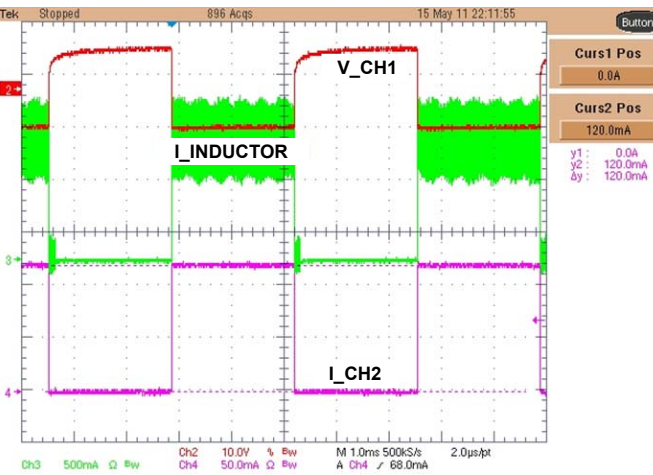 Tek Stopped 896 Acqs 15 May 11 22:11:55
Button
Curs1 Pos
0.0A
Curs2 Pos
120.0mA
y1 : 0.0A
y2 : 120.0mA
Δy : 120.0mA
V_CH1
2
I_INDUCTOR
3
I_CH2
4
Ch2 10.0V % Bw M 1.0ms 500kS/s 2.0µs/pt
Ch3 500mA Ω Bw Ch4 50.0mA Ω Bw A Ch4 / 68.0mA